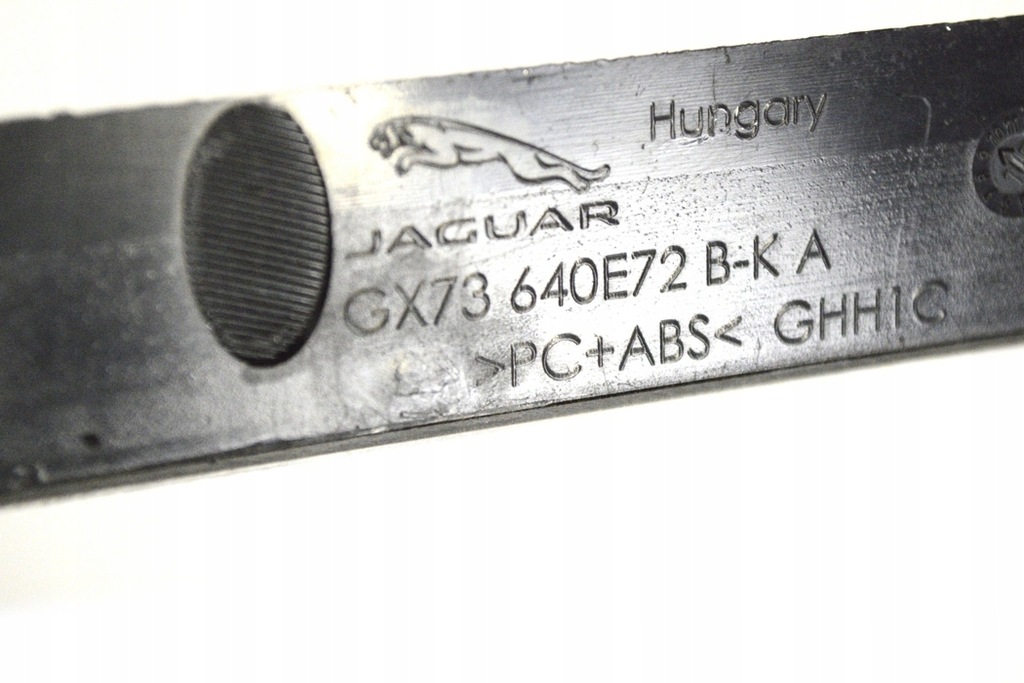 Hungary
JAGUAR
GX73 640E72 B-K A
>PC+ABS< GHH1C